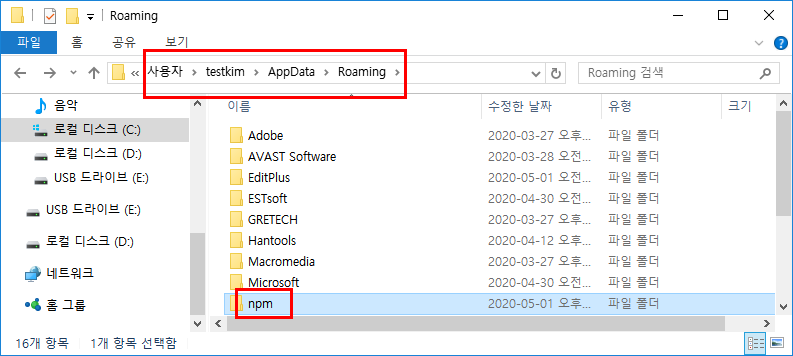 Roaming
파일 홈 공유 보기
« 사용자 > testkim > AppData > Roaming > Roaming 검색
이름 수정한 날짜 유형 크기
음악
로컬 디스크 (C:)
로컬 디스크 (D:)
USB 드라이브 (E:)
USB 드라이브 (E:)
로컬 디스크 (D:)
네트워크
홈 그룹
Adobe 2020-03-27 오후... 파일 폴더
AVAST Software 2020-03-28 오전... 파일 폴더
EditPlus 2020-05-01 오후... 파일 폴더
ESTsoft 2020-04-30 오전... 파일 폴더
GRETECH 2020-03-27 오후... 파일 폴더
Hantools 2020-04-12 오후... 파일 폴더
Macromedia 2020-03-27 오후... 파일 폴더
Microsoft 2020-04-30 오전... 파일 폴더
npm 2020-05-01 오후... 파일 폴더
16개 항목 1개 항목 선택함